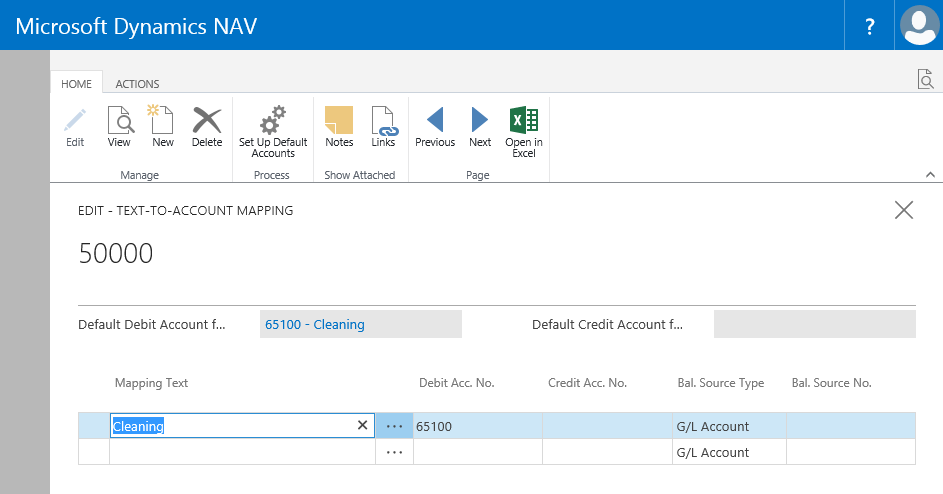 Microsoft Dynamics NAV
?
HOME ACTIONS
Edit View New Delete Set Up Default Accounts Notes Links Previous Next Open in Excel
Manage Process Show Attached Page
EDIT - TEXT-TO-ACCOUNT MAPPING
50000
Default Debit Account f... 65100 - Cleaning Default Credit Account f...
Mapping Text Debit Acc. No. Credit Acc. No. Bal. Source Type Bal. Source No.
Cleaning ... 65100 G/L Account
... G/L Account